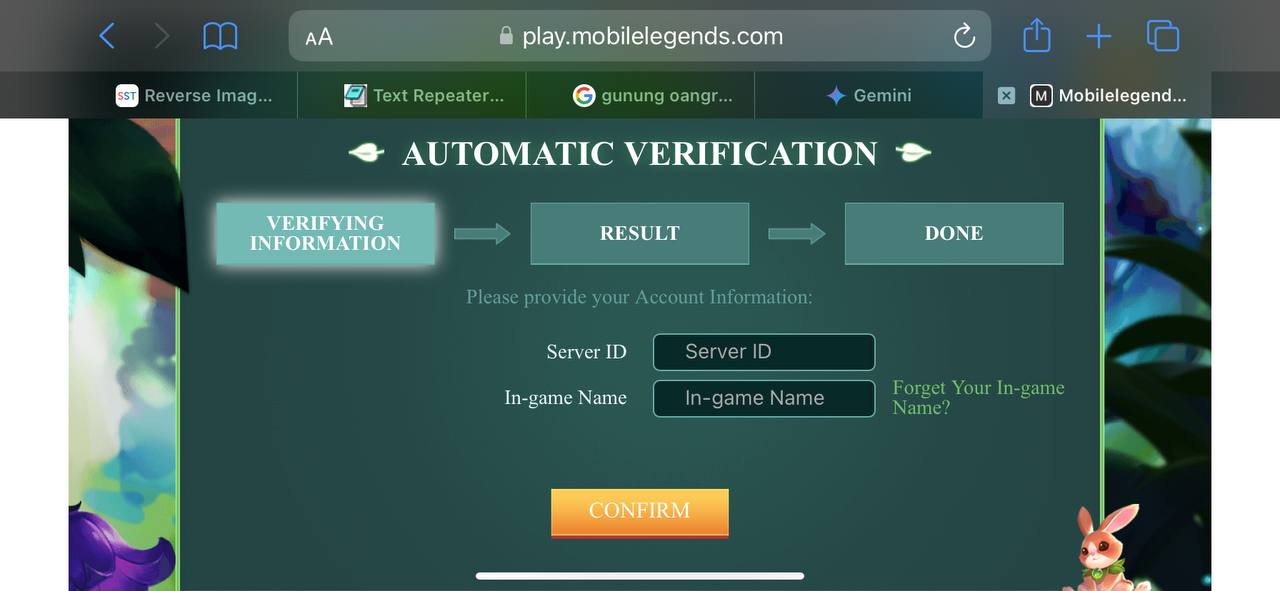 AA play.mobilelegends.com
SST Reverse Imag... Text Repeater... G gunung oangr... Gemini M Mobilelegend...
AUTOMATIC VERIFICATION
VERIFYING
INFORMATION
RESULT
DONE
Please provide your Account Information:
Server ID Server ID
In-game Name In-game Name
Forget Your In-game
Name?
CONFIRM